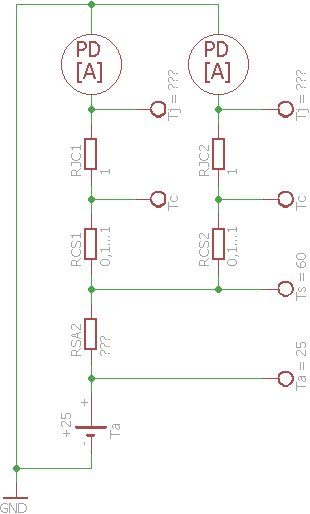 PD
[A]
PD
[A]
Tj = ???
Tj = ???
RJC1
1
RJC2
1
Tc
Tc
RCS1
0,1...1
RCS2
0,1...1
Ts = 60
RSA2
???
Ta = 25
+
+25
Ta
-
GND